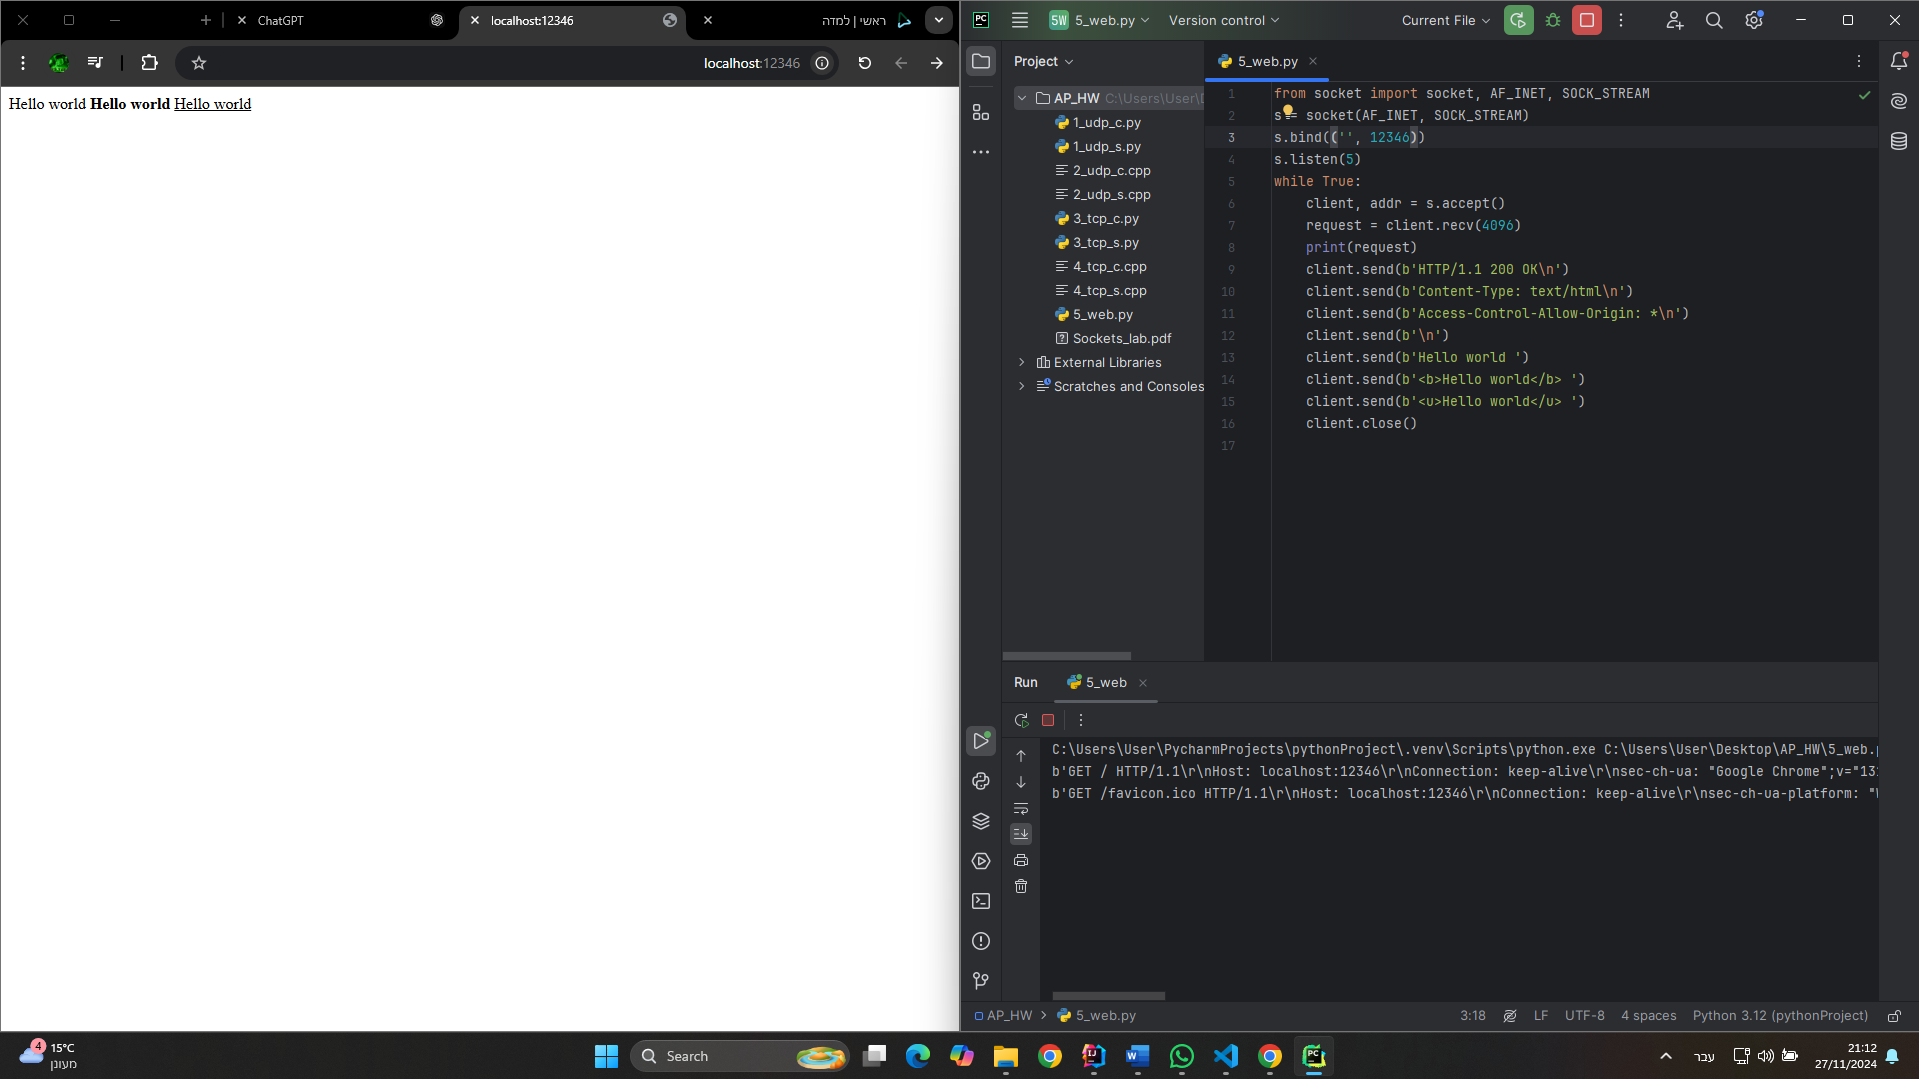 ChatGPT
localhost:12346
ראשי | למדה
localhost:12346
Hello world Hello world Hello world
PC
5W 5_web.py
Version control
Current File
Project
5_web.py
AP_HW C:\Users\User\D
1_udp_c.py
1_udp_s.py
2_udp_c.cpp
2_udp_s.cpp
3_tcp_c.py
3_tcp_s.py
4_tcp_c.cpp
4_tcp_s.cpp
5_web.py
Sockets_lab.pdf
External Libraries
Scratches and Consoles
1 from socket import socket, AF_INET, SOCK_STREAM
2 s = socket(AF_INET, SOCK_STREAM)
3 s.bind(('', 12346))
4 s.listen(5)
5 while True:
6 client, addr = s.accept()
7 request = client.recv(4096)
8 print(request)
9 client.send(b'HTTP/1.1 200 OK\n')
10 client.send(b'Content-Type: text/html\n')
11 client.send(b'Access-Control-Allow-Origin: *\n')
12 client.send(b'\n')
13 client.send(b'Hello world ')
14 client.send(b'<b>Hello world</b> ')
15 client.send(b'<u>Hello world</u> ')
16 client.close()
17
Run
5_web
C:\Users\User\PycharmProjects\pythonProject\.venv\Scripts\python.exe C:\Users\User\Desktop\AP_HW\5_web.p
b'GET / HTTP/1.1\r\nHost: localhost:12346\r\nConnection: keep-alive\r\nsec-ch-ua: "Google Chrome";v="131
b'GET /favicon.ico HTTP/1.1\r\nHost: localhost:12346\r\nConnection: keep-alive\r\nsec-ch-ua-platform: "W
AP_HW > 5_web.py
3:18
LF
UTF-8
4 spaces
Python 3.12 (pythonProject)
4
15°C
מעונן
Search
עבר
21:12
27/11/2024